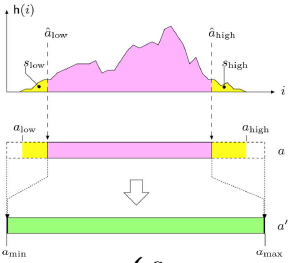 h(i)
â_low â_high
s_low s_high
i
a_low a_high
a
a′
a_min a_max